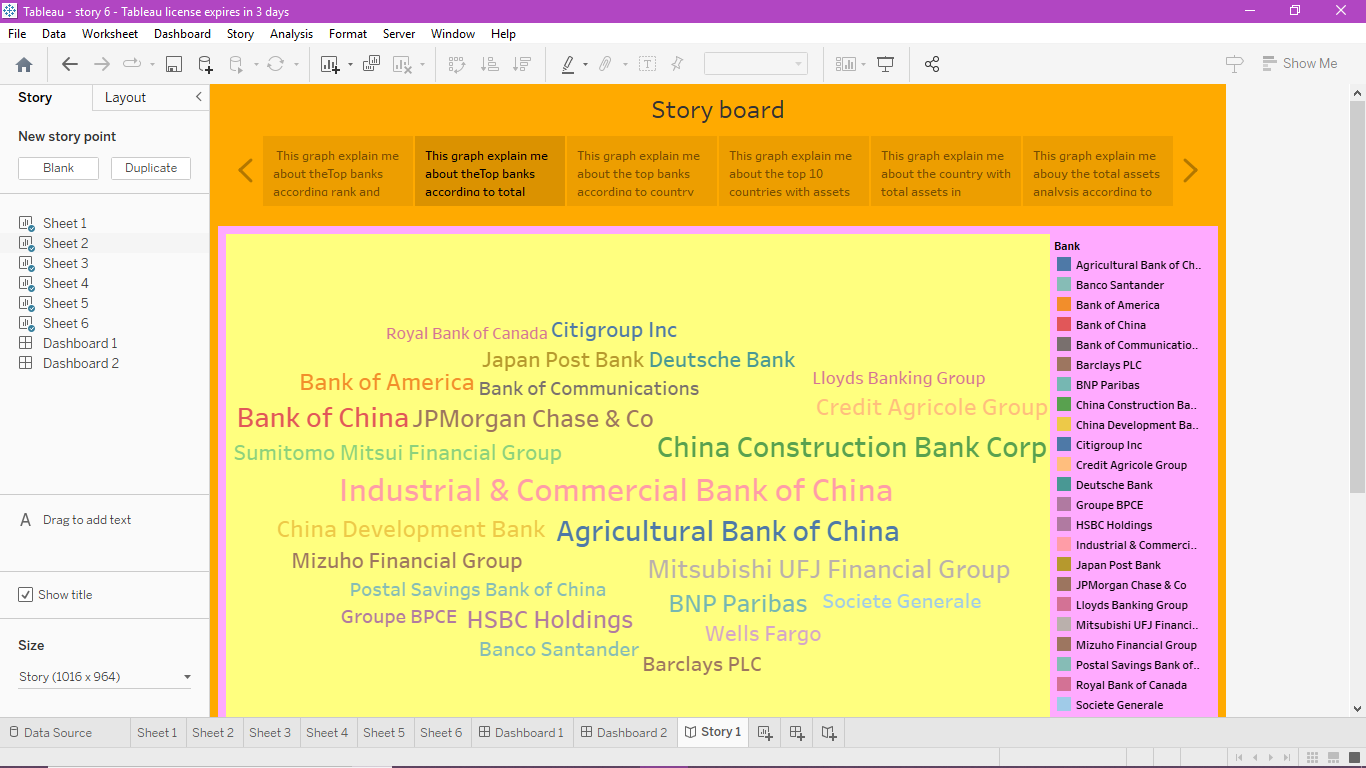 Tableau - story 6 - Tableau license expires in 3 days
File Data Worksheet Dashboard Story Analysis Format Server Window Help
Show Me
Story Layout
New story point
Blank Duplicate
Sheet 1
Sheet 2
Sheet 3
Sheet 4
Sheet 5
Sheet 6
Dashboard 1
Dashboard 2
A Drag to add text
Show title
Size
Story (1016 x 964)
Story board
This graph explain me
about theTop banks
according rank and
This graph explain me
about theTop banks
according to total
This graph explain me
about the top banks
according to country
This graph explain me
about the top 10
countries with assets
This graph explain me
about the country with
total assets in
This graph explain me
abouy the total assets
analysis according to
Royal Bank of Canada Citigroup Inc
Japan Post Bank Deutsche Bank
Bank of America Bank of Communications Lloyds Banking Group
Bank of China JPMorgan Chase & Co Credit Agricole Group
Sumitomo Mitsui Financial Group China Construction Bank Corp
Industrial & Commercial Bank of China
China Development Bank Agricultural Bank of China
Mizuho Financial Group Mitsubishi UFJ Financial Group
Postal Savings Bank of China BNP Paribas Societe Generale
Groupe BPCE HSBC Holdings Wells Fargo
Banco Santander Barclays PLC
Bank
Agricultural Bank of Ch..
Banco Santander
Bank of America
Bank of China
Bank of Communicatio..
Barclays PLC
BNP Paribas
China Construction Ba..
China Development Ba..
Citigroup Inc
Credit Agricole Group
Deutsche Bank
Groupe BPCE
HSBC Holdings
Industrial & Commerci..
Japan Post Bank
JPMorgan Chase & Co
Lloyds Banking Group
Mitsubishi UFJ Financi..
Mizuho Financial Group
Postal Savings Bank of..
Royal Bank of Canada
Societe Generale
Data Source Sheet 1 Sheet 2 Sheet 3 Sheet 4 Sheet 5 Sheet 6 Dashboard 1 Dashboard 2 Story 1